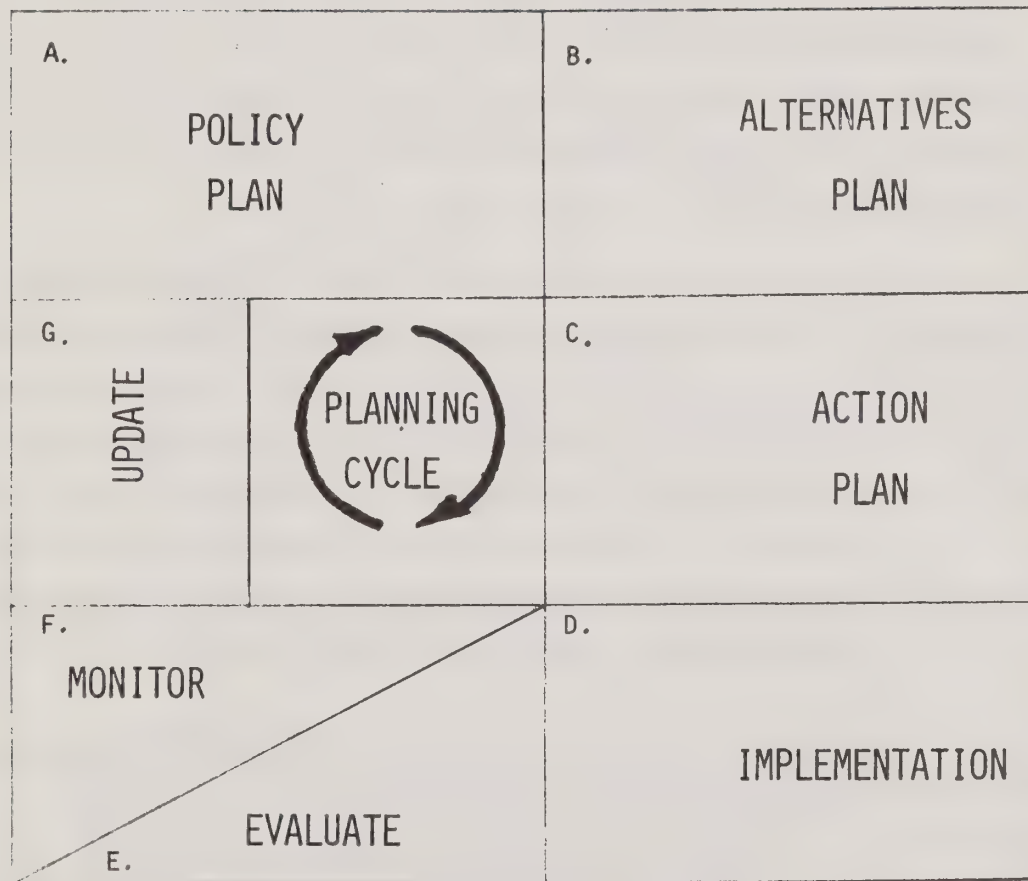 A.
POLICY
PLAN
B.
ALTERNATIVES
PLAN
G.
UPDATE
PLANNING
CYCLE
C.
ACTION
PLAN
F.
MONITOR
E.
EVALUATE
D.
IMPLEMENTATION